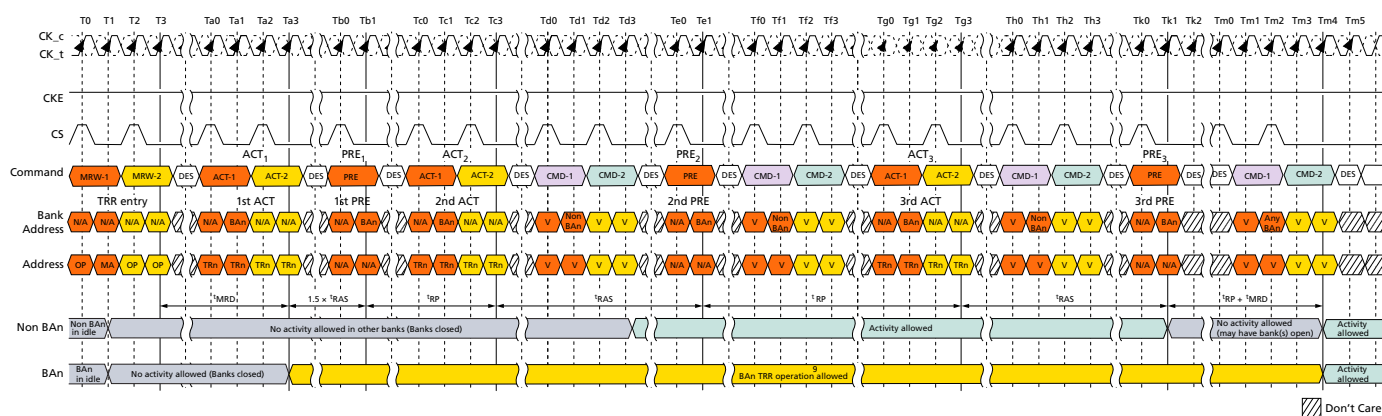 T0 T1 T2 T3 Ta0 Ta1 Ta2 Ta3 Tb0 Tb1 Tc0 Tc1 Tc2 Tc3 Td0 Td1 Td2 Td3 Te0 Te1 Tf0 Tf1 Tf2 Tf3 Tg0 Tg1 Tg2 Tg3 Th0 Th1 Th2 Th3 Tk0 Tk1 Tk2 Tm0 Tm1 Tm2 Tm3 Tm4 Tm5
CK_c
CK_t
CKE
CS
ACT1 PRE1 ACT2 PRE2 ACT3 PRE3
Command MRW-1 MRW-2 DES ACT-1 ACT-2 DES PRE DES ACT-1 ACT-2 DES CMD-1 CMD-2 DES PRE DES CMD-1 CMD-2 DES ACT-1 ACT-2 DES CMD-1 CMD-2 DES PRE DES DES CMD-1 CMD-2 DES
TRR entry 1st ACT 1st PRE 2nd ACT 2nd PRE 3rd ACT 3rd PRE
Bank Address N/A N/A N/A N/A N/A BAn N/A N/A N/A BAn N/A BAn N/A N/A V Non BAn V V N/A BAn V Non BAn V V N/A BAn N/A N/A V Non BAn V V N/A BAn V Any BAn V V
Address OP MA OP OP TRn TRn TRn TRn N/A N/A TRn TRn TRn TRn V V V V N/A N/A V V V V TRn TRn TRn TRn V V V V N/A N/A V V V V
tMRD 1.5 × tRAS tRP tRAS tRP tRAS tRP + tMRD
Non BAn Non BAn in idle No activity allowed in other banks (Banks closed) Activity allowed No activity allowed (may have bank(s) open) Activity allowed
BAn BAn in idle No activity allowed (Banks closed) BAn TRR operation allowed 9 Activity allowed
Don't Care